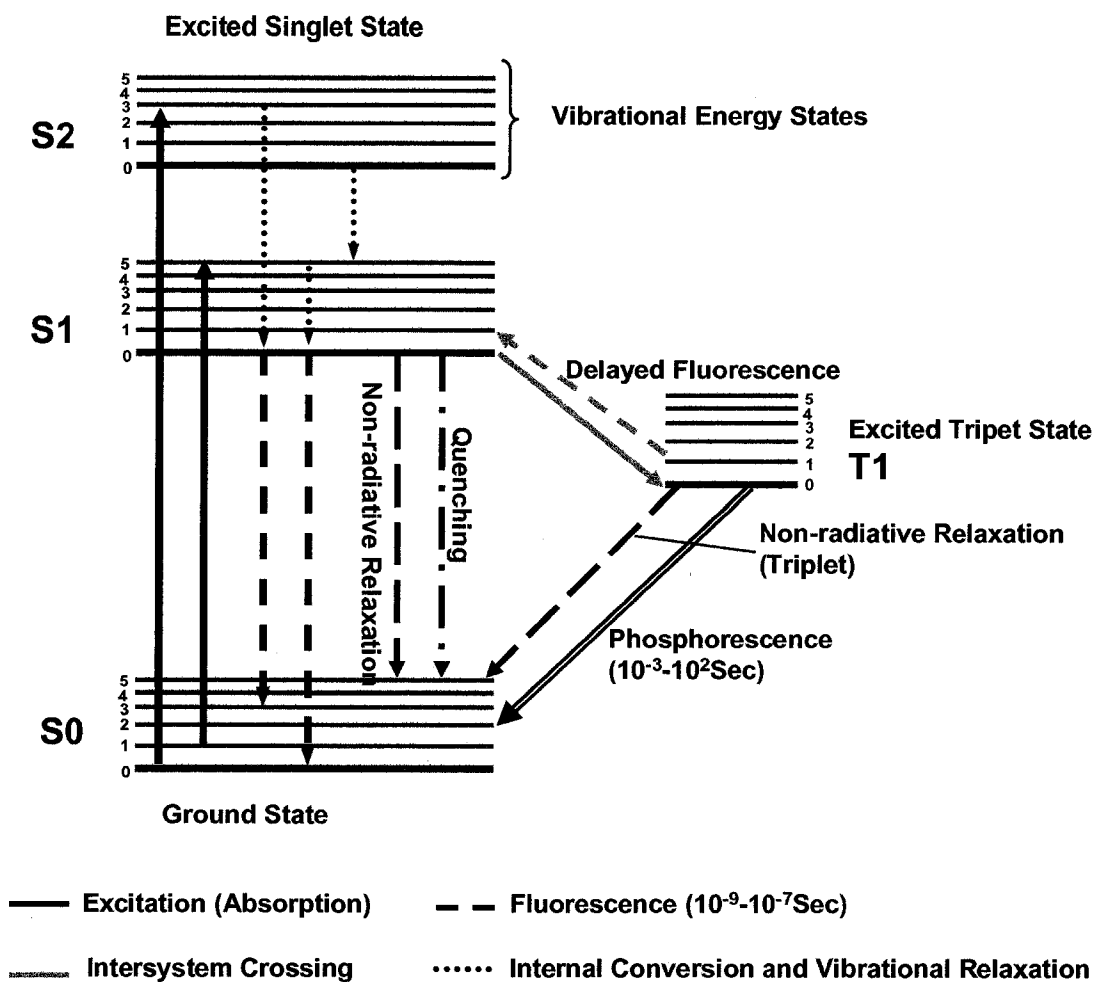 Excited Singlet State
5
4
3
2
1
0
S2
Vibrational Energy States
5
4
3
2
1
0
S1
Delayed Fluorescence
5
4
3
2
1
0
Excited Tripet State
T1
Non-radiative Relaxation
Quenching
Non-radiative Relaxation
(Triplet)
Phosphorescence
(10⁻³-10²Sec)
5
4
3
2
1
0
S0
Ground State
Excitation (Absorption)
Fluorescence (10⁻⁹-10⁻⁷Sec)
Intersystem Crossing
Internal Conversion and Vibrational Relaxation